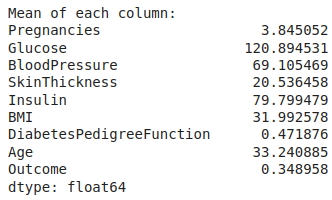 Mean of each column:
Pregnancies 3.845052
Glucose 120.894531
BloodPressure 69.105469
SkinThickness 20.536458
Insulin 79.799479
BMI 31.992578
DiabetesPedigreeFunction 0.471876
Age 33.240885
Outcome 0.348958
dtype: float64